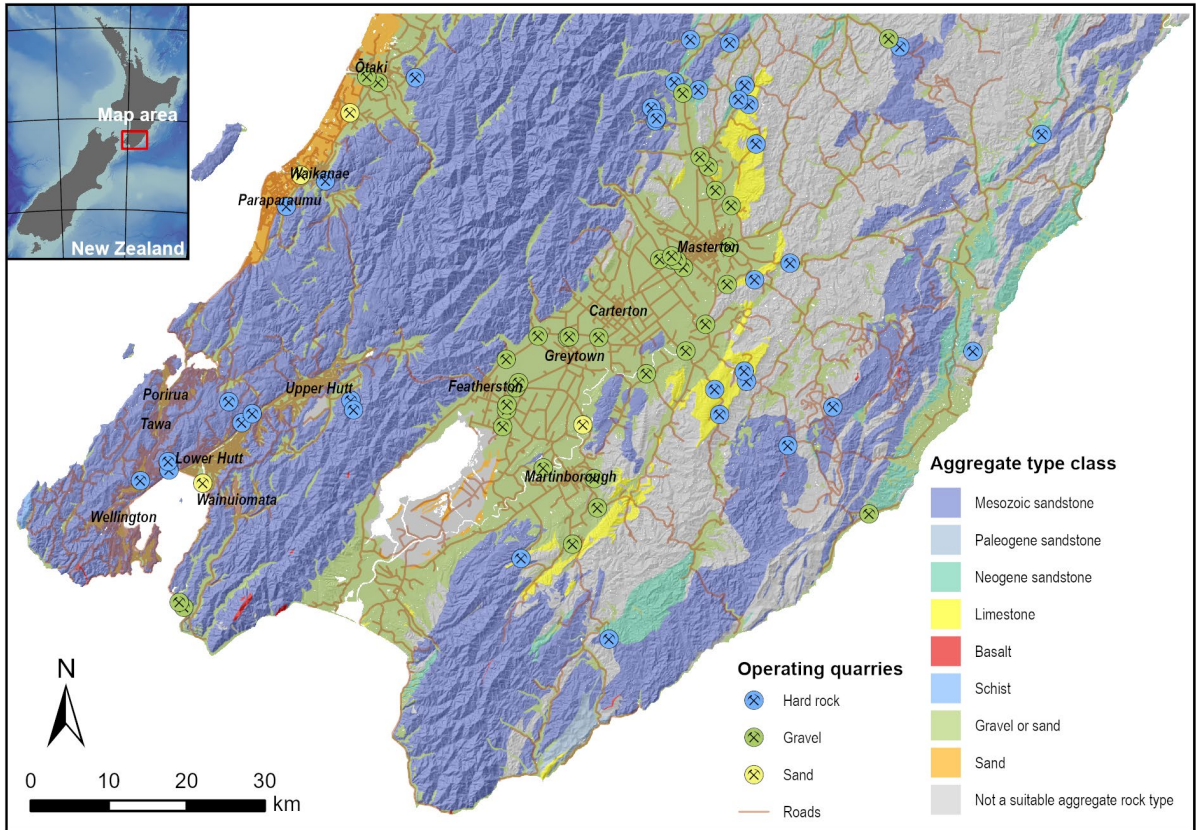 Map area
New Zealand
Ōtaki
Waikanae
Paraparaumu
Masterton
Carterton
Greytown
Featherston
Upper Hutt
Porirua
Tawa
Lower Hutt
Wainuiomata
Wellington
Martinborough
N
0 10 20 30
km
Operating quarries
Hard rock
Gravel
Sand
Roads
Aggregate type class
Mesozoic sandstone
Paleogene sandstone
Neogene sandstone
Limestone
Basalt
Schist
Gravel or sand
Sand
Not a suitable aggregate rock type